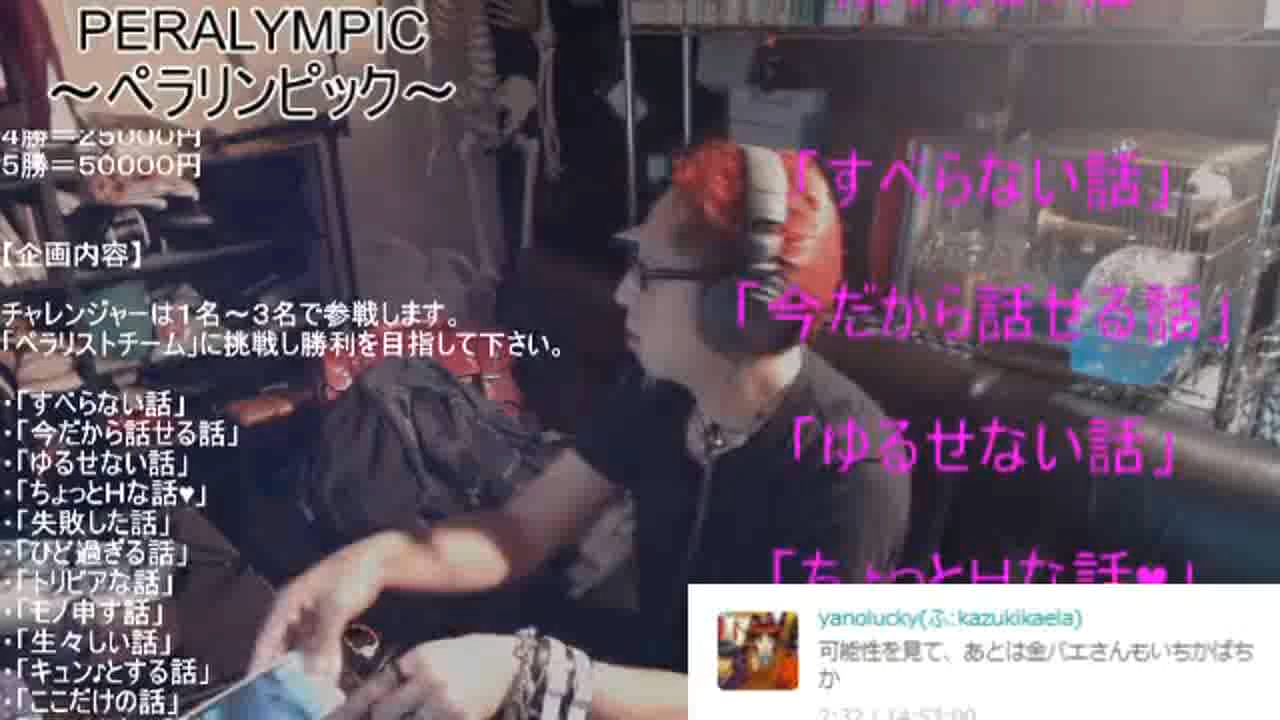 PERALYMPIC
～ペラリンピック～
4勝＝25000円
5勝＝50000円
【企画内容】
チャレンジャーは１名～３名で参戦します。
「ペラリストチーム」に挑戦し勝利を目指して下さい。
・「すべらない話」
・「今だから話せる話」
・「ゆるせない話」
・「ちょっとHな話♥」
・「失敗した話」
・「ひど過ぎる話」
・「トリビアな話」
・「モノ申す話」
・「生々しい話」
・「キュン♪とする話」
・「ここだけの話」
「すべらない話」
「今だから話せる話」
「ゆるせない話」
「ちょっとHな話♥」
yanolucky(ふ:kazukikaela)
可能性を見て、あとは金バエさんもいちかばち
か